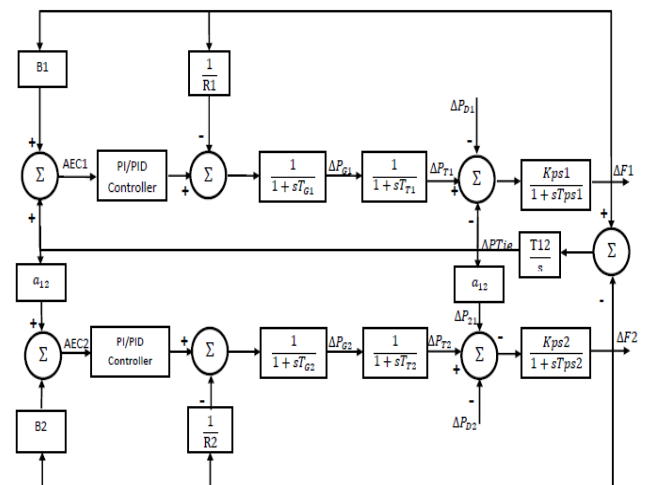 B1
1
R1
ΔP_D1
+
-
-
AEC1
PI/PID
Controller
Σ
+
Σ
1
1 + sT_G1
ΔP_G1
1
1 + sT_T1
ΔP_T1
+
Σ
Kps1
1 + sTps1
ΔF1
+
+
-
ΔPTie
T12
s
Σ
a12
a12
-
+
ΔP_21
Σ
AEC2
PI/PID
Controller
+
Σ
1
1 + sT_G2
ΔP_G2
1
1 + sT_T2
ΔP_T2
+
Σ
-
Kps2
1 + sTps2
ΔF2
+
-
-
B2
1
R2
ΔP_D2